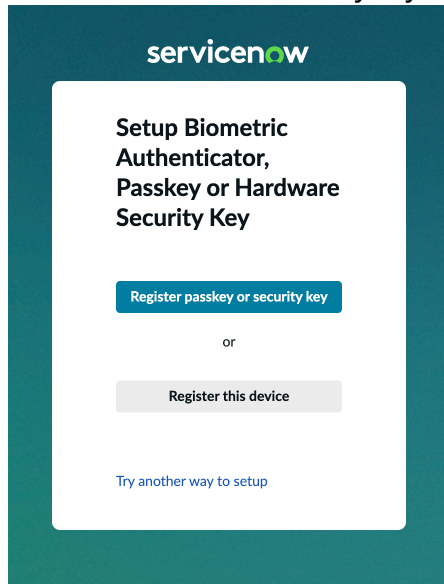 servicenow
Setup Biometric
Authenticator,
Passkey or Hardware
Security Key
Register passkey or security key
or
Register this device
Try another way to setup